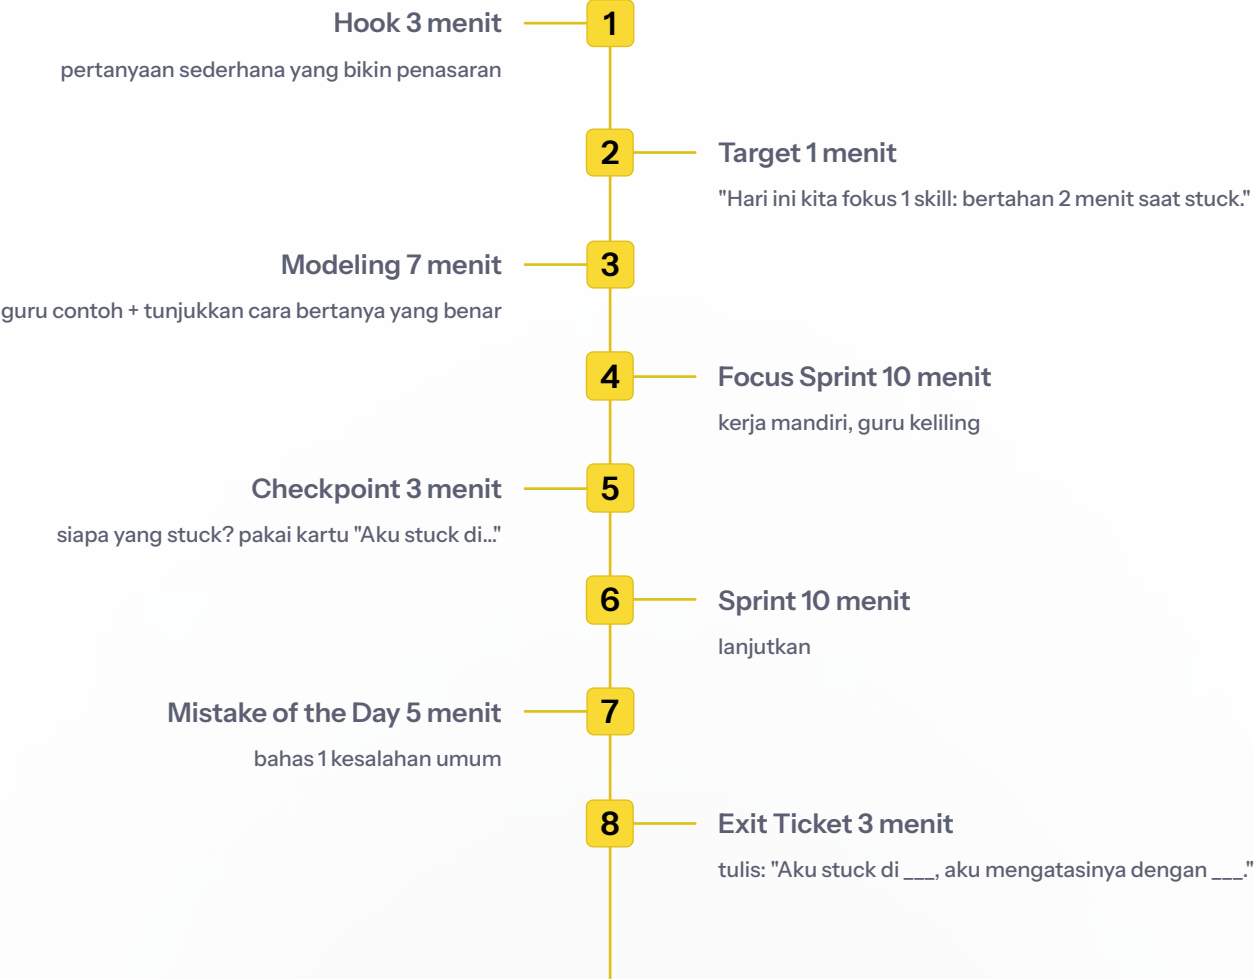 Hook 3 menit
1
pertanyaan sederhana yang bikin penasaran
2
Target 1 menit
"Hari ini kita fokus 1 skill: bertahan 2 menit saat stuck."
Modeling 7 menit
3
guru contoh + tunjukkan cara bertanya yang benar
4
Focus Sprint 10 menit
kerja mandiri, guru keliling
Checkpoint 3 menit
5
siapa yang stuck? pakai kartu "Aku stuck di..."
6
Sprint 10 menit
lanjutkan
Mistake of the Day 5 menit
7
bahas 1 kesalahan umum
8
Exit Ticket 3 menit
tulis: "Aku stuck di ___, aku mengatasinya dengan ___."